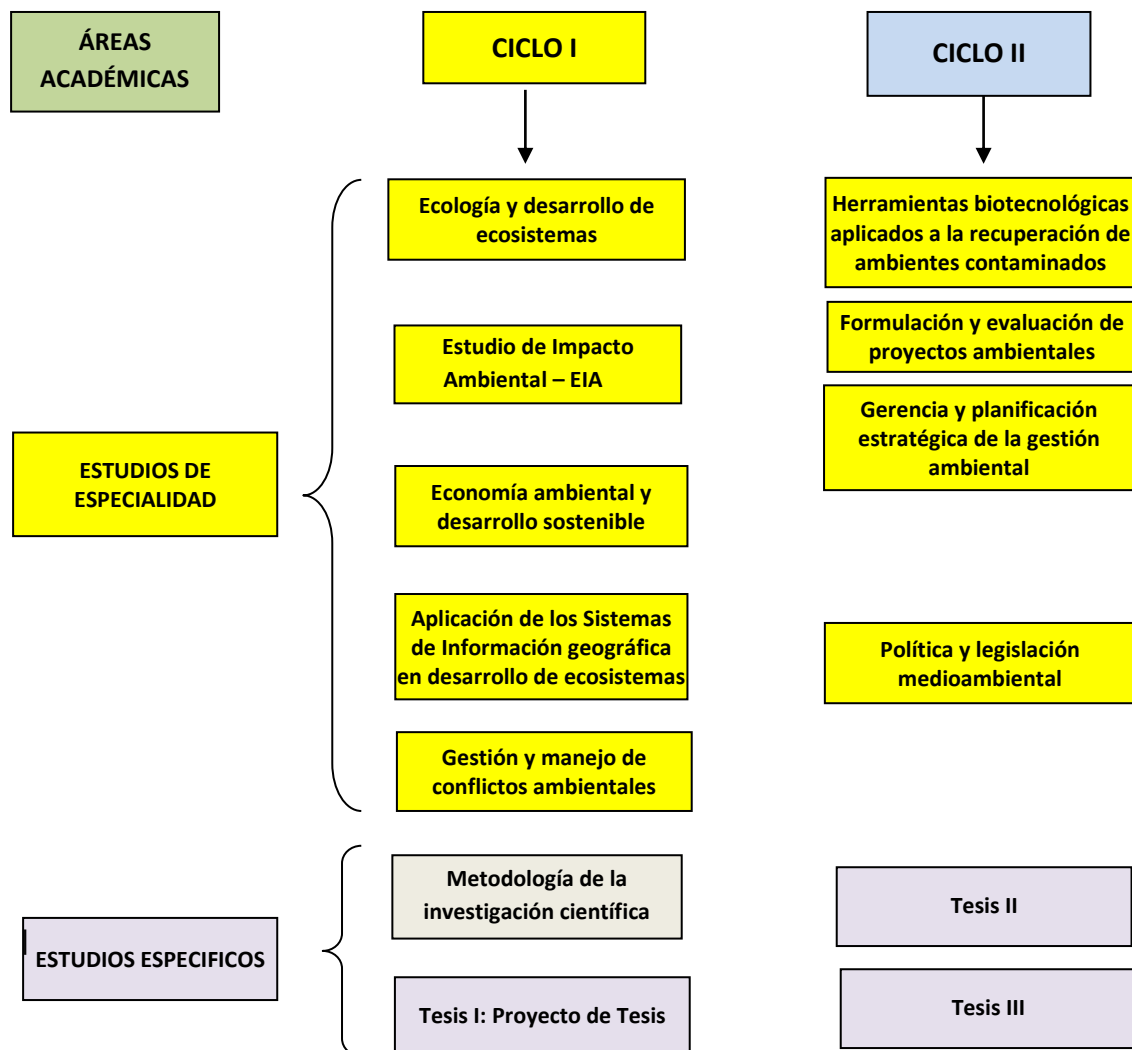 ÁREAS
ACADÉMICAS
CICLO I
CICLO II
Ecología y desarrollo de
ecosistemas
Herramientas biotecnológicas
aplicados a la recuperación de
ambientes contaminados
Estudio de Impacto
Ambiental – EIA
Formulación y evaluación de
proyectos ambientales
Gerencia y planificación
estratégica de la gestión
ambiental
ESTUDIOS DE
ESPECIALIDAD
Economía ambiental y
desarrollo sostenible
Aplicación de los Sistemas
de Información geográfica
en desarrollo de ecosistemas
Política y legislación
medioambiental
Gestión y manejo de
conflictos ambientales
Metodología de la
investigación científica
Tesis II
ESTUDIOS ESPECIFICOS
Tesis I: Proyecto de Tesis
Tesis III